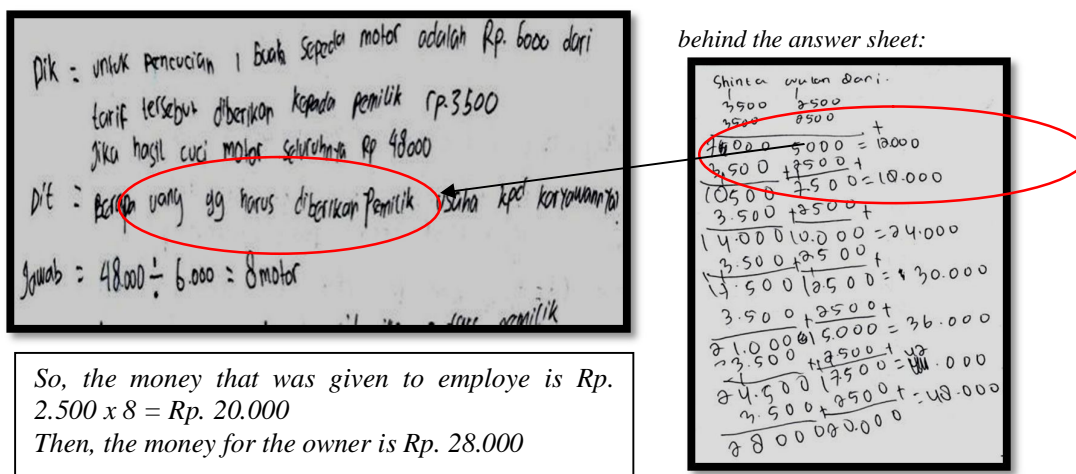 Dik = untuk pencucian 1 buah sepeda motor adalah Rp. 6000 dari
tarif tersebut diberikan kepada pemilik rp.3500
jika hasil cuci motor seluruhnya Rp 48000
Dit = Berapa uang yg harus diberikan Pemilik usaha kpd karyawannya?
Jawab = 48.000 ÷ 6.000 = 8 motor
pemilik
So, the money that was given to employe is Rp.
2.500 x 8 = Rp. 20.000
Then, the money for the owner is Rp. 28.000
behind the answer sheet:
Shinta wulan Dari.
3500 2500
3500 2500 +
5000 =
3.500 + 2500 +
10500 7500 = 18.000
3.500 + 2500 +
14.000 10.000 = 24.000
3.500 + 2500
17.500 12.500 = 30.000
3.500 + 2500 +
21.000 15.000 = 36.000
3.500 + 2500 +
24.500 17500 = 42.000
3.500 + 2500 +
28000 20.000 = 48.000